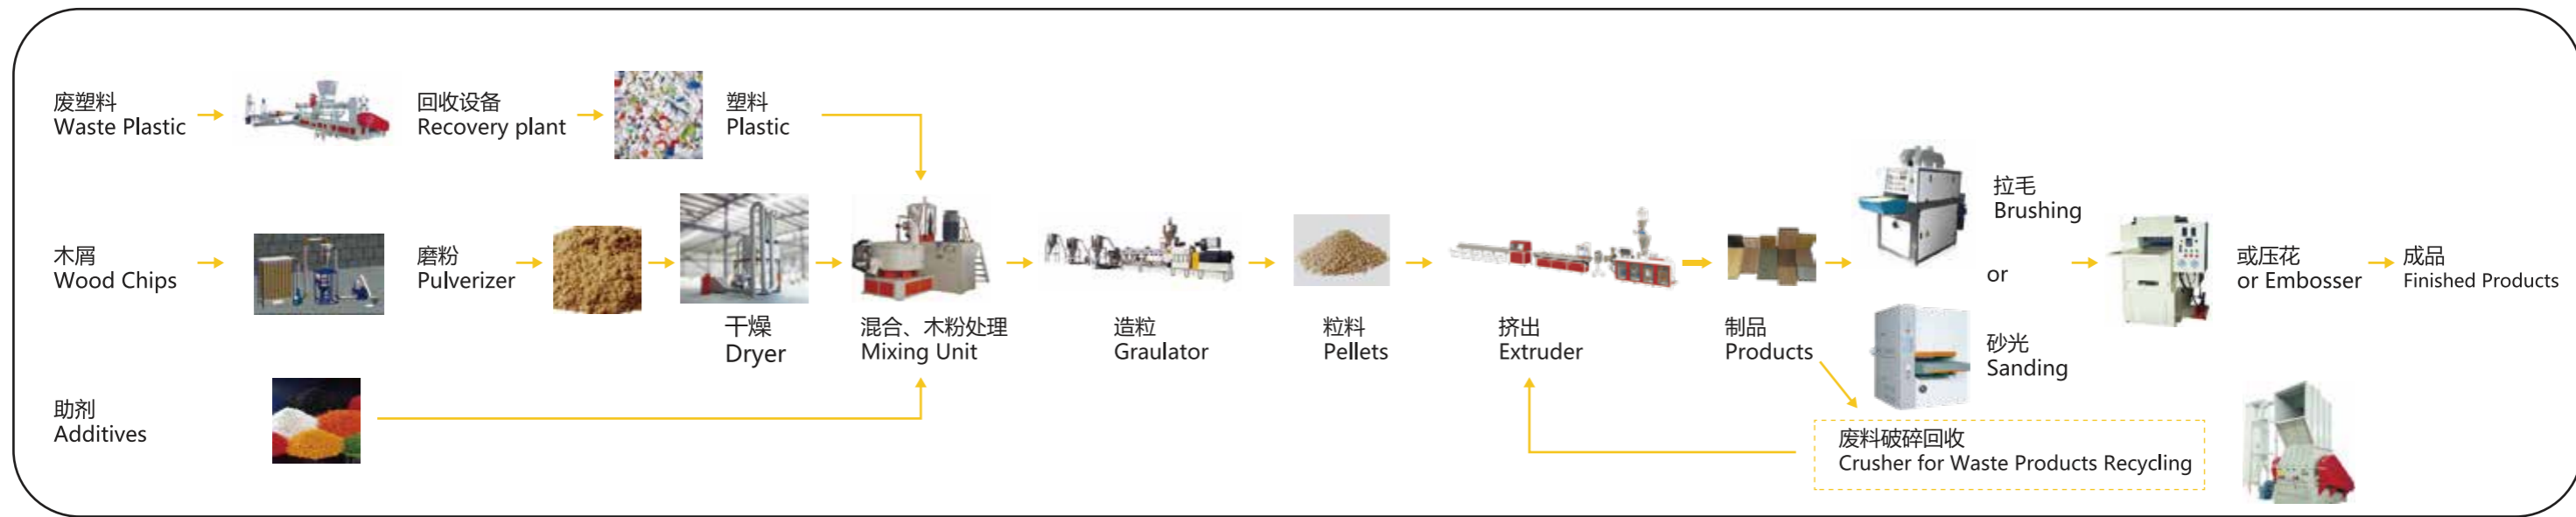 废塑料
Waste Plastic
回收设备
Recovery plant
塑料
Plastic
木屑
Wood Chips
磨粉
Pulverizer
干燥
Dryer
混合、木粉处理
Mixing Unit
造粒
Graulator
粒料
Pellets
挤出
Extruder
制品
Products
拉毛
Brushing
or
砂光
Sanding
或压花
or Embosser
成品
Finished Products
助剂
Additives
废料破碎回收
Crusher for Waste Products Recycling